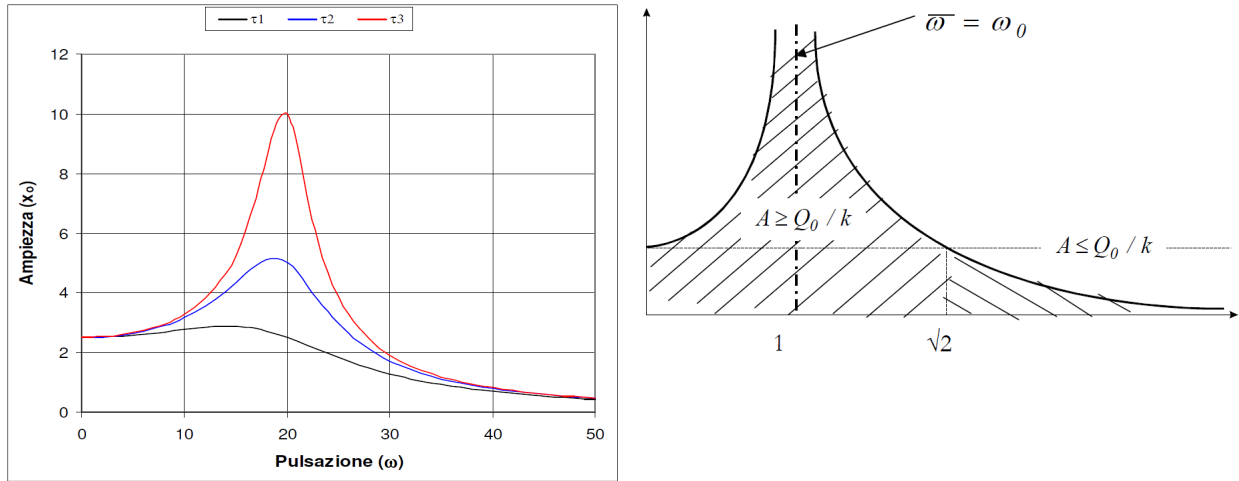 τ1 τ2 τ3
12
10
8
6
4
2
0
Ampiezza (xₒ)
0 10 20 30 40 50
Pulsazione (ω)
ω̅ = ω₀
A ≥ Q₀ / k
A ≤ Q₀ / k
1 √2